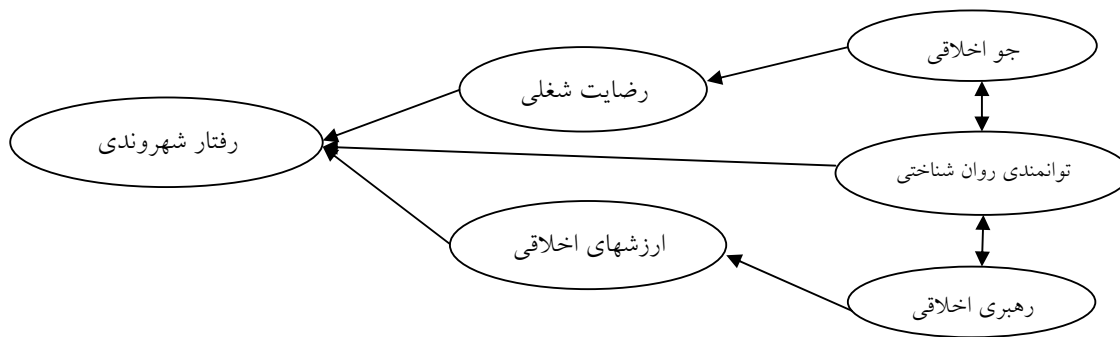 جو اخلاقی
رضایت شغلی
رفتار شهروندی
توانمندی روان شناختی
ارزشهای اخلاقی
رهبری اخلاقی